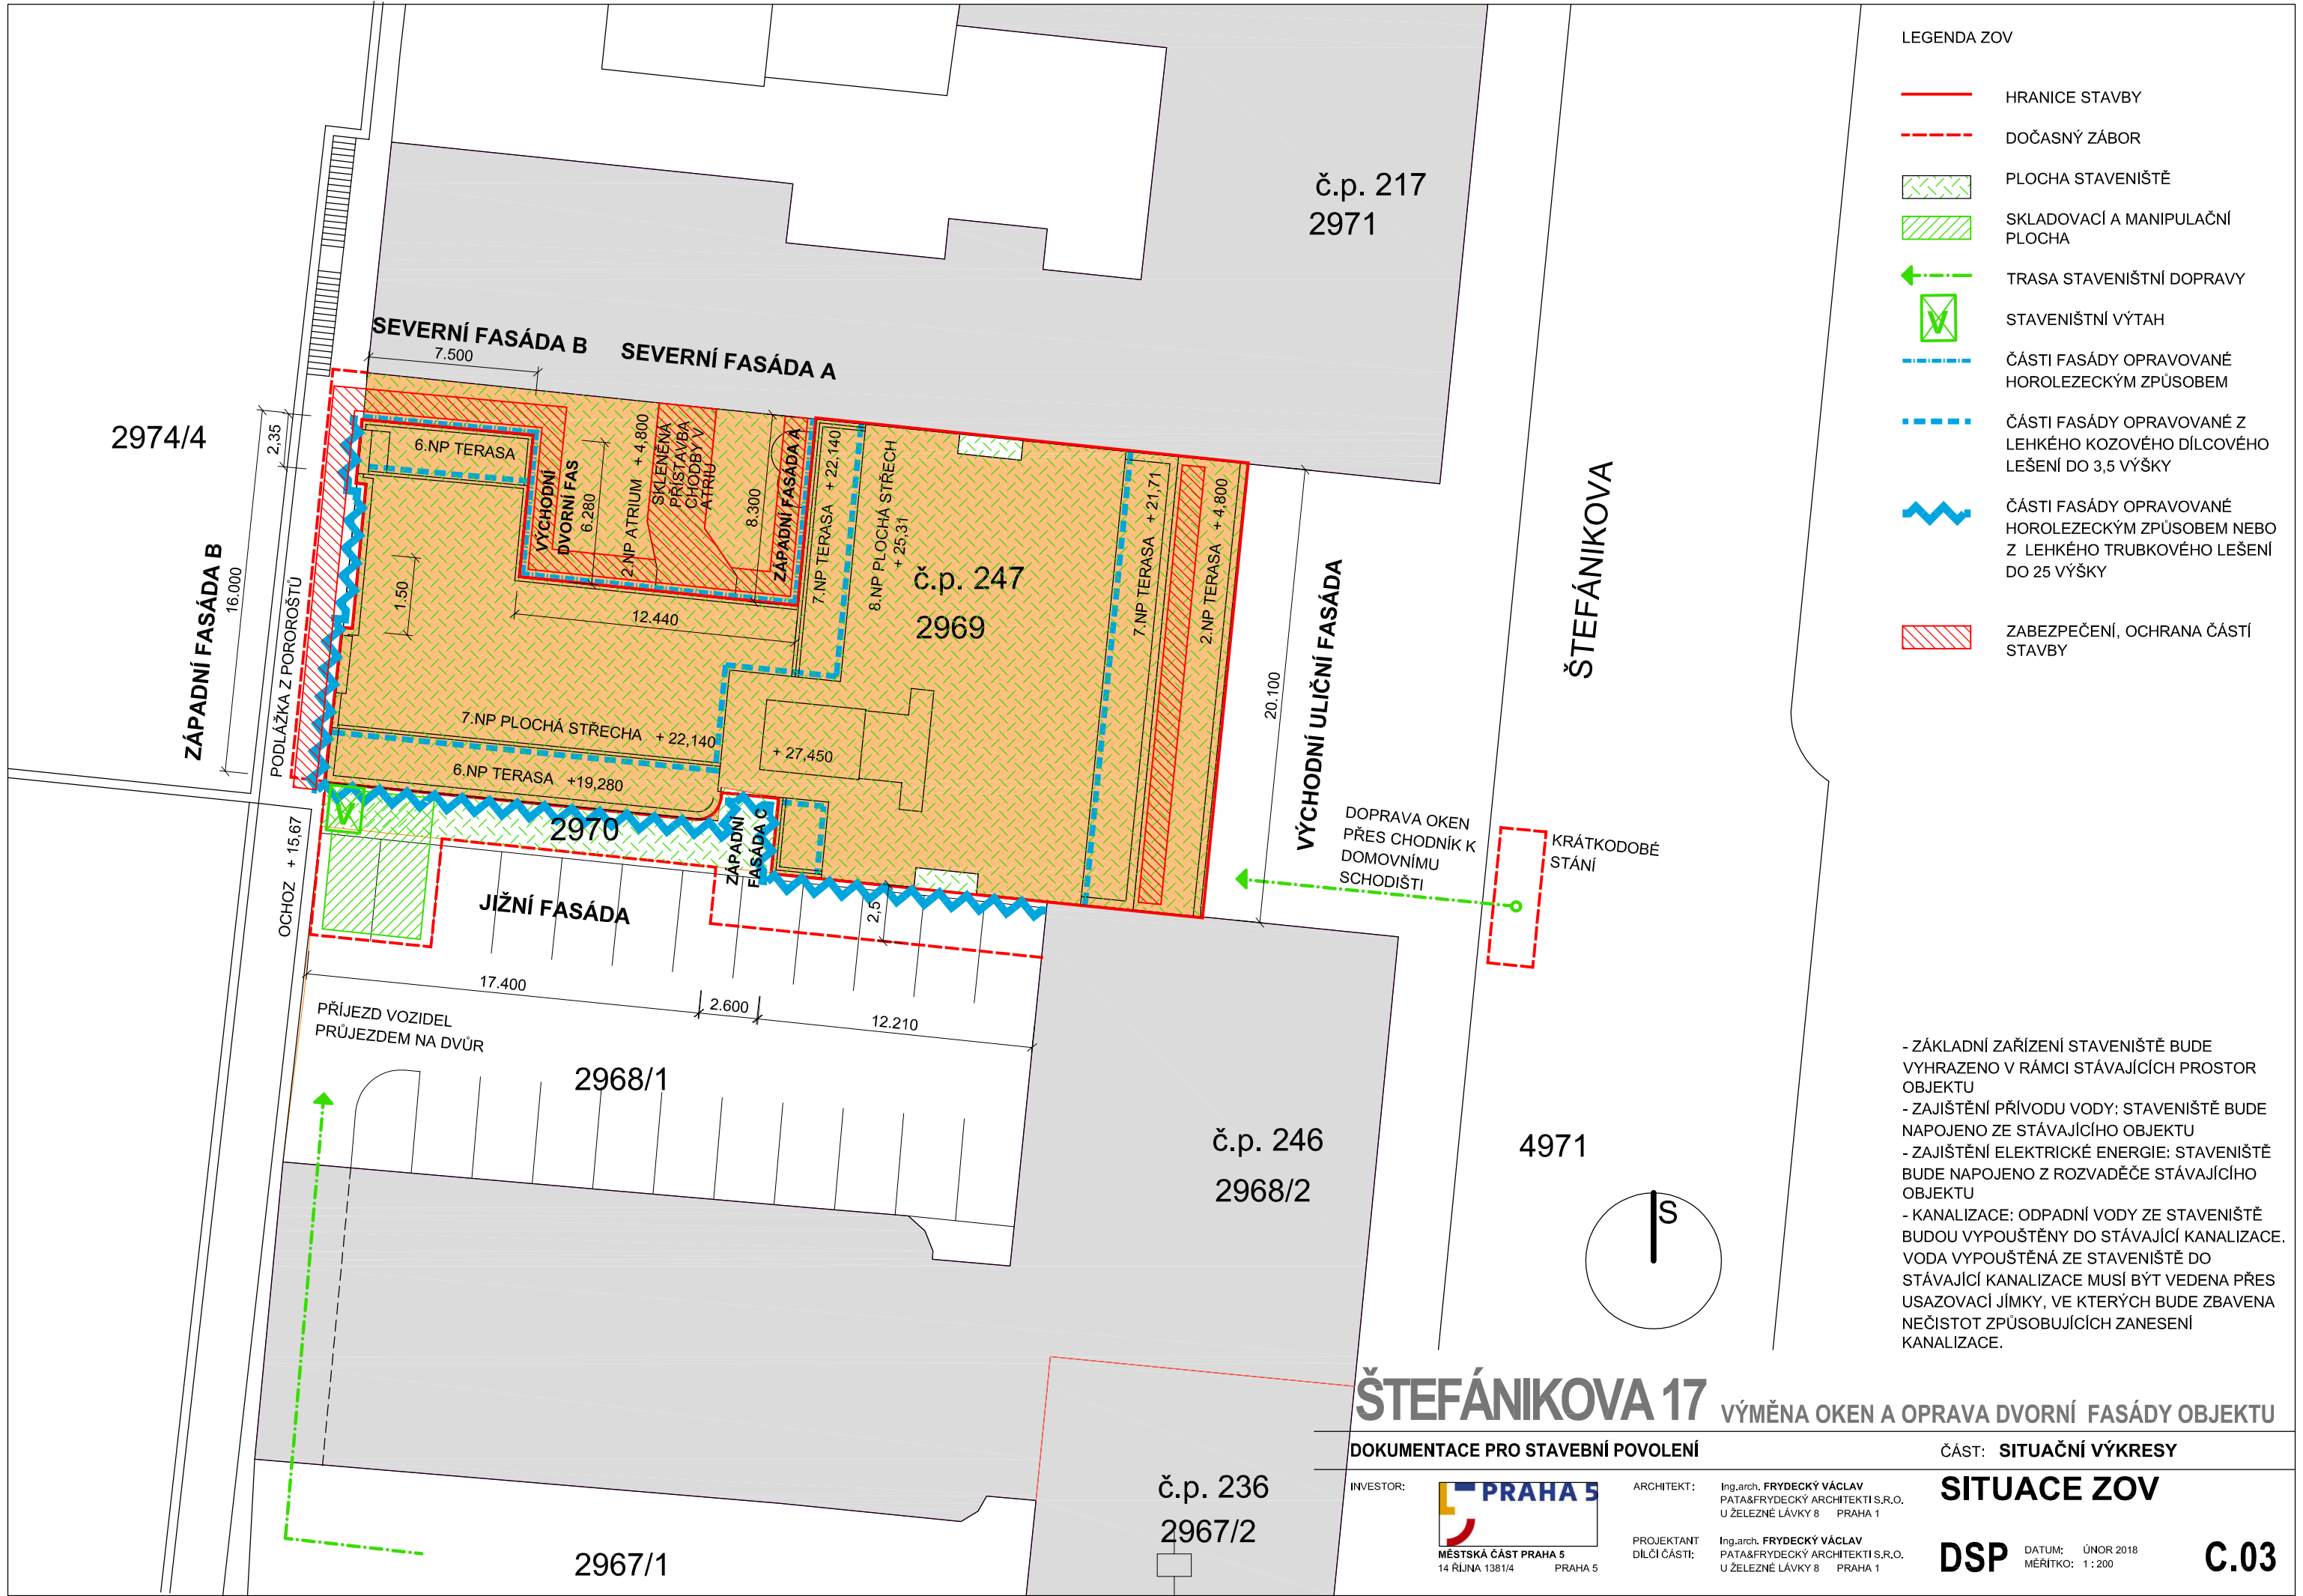 LEGENDA ZOV
HRANICE STAVBY
DOČASNÝ ZÁBOR
PLOCHA STAVENIŠTĚ
SKLADOVACÍ A MANIPULAČNÍ
PLOCHA
TRASA STAVENIŠTNÍ DOPRAVY
V
STAVENIŠTNÍ VÝTAH
ČÁSTI FASÁDY OPRAVOVANÉ
HOROLEZECKÝM ZPŮSOBEM
ČÁSTI FASÁDY OPRAVOVANÉ Z
LEHKÉHO KOZOVÉHO DÍLCOVÉHO
LEŠENÍ DO 3,5 VÝŠKY
ČÁSTI FASÁDY OPRAVOVANÉ
HOROLEZECKÝM ZPŮSOBEM NEBO
Z LEHKÉHO TRUBKOVÉHO LEŠENÍ
DO 25 VÝŠKY
ZABEZPEČENÍ, OCHRANA ČÁSTÍ
STAVBY
č.p. 217
2971
SEVERNÍ FASÁDA B
SEVERNÍ FASÁDA A
7.500
2974/4
2,35
16.000
ZÁPADNÍ FASÁDA B
PODLÁŽKA Z POROROŠTŮ
6.NP TERASA
VÝCHODNÍ
DVORNÍ FAS
6.280
2.NP ATRIUM + 4,800
SKLENĚNÁ
PŘÍSTAVBA
CHODBY V
ATRIU
8.300
ZÁPADNÍ FASÁDA A
7.NP TERASA + 22,140
8.NP PLOCHÁ STŘECH
+ 25,31
č.p. 247
2969
7.NP TERASA + 21,71
2.NP TERASA + 4,800
1.50
12.440
7.NP PLOCHÁ STŘECHA + 22,140
6.NP TERASA +19,280
+ 27,450
20.100
VÝCHODNÍ ULIČNÍ FASÁDA
ŠTEFÁNIKOVA
V
2970
ZÁPADNÍ
FASÁDA C
OCHOZ + 15,67
JIŽNÍ FASÁDA
2,5
DOPRAVA OKEN
PŘES CHODNÍK K
DOMOVNÍMU
SCHODIŠTI
KRÁTKODOBÉ
STÁNÍ
17.400
2.600
12.210
PŘÍJEZD VOZIDEL
PRŮJEZDEM NA DVŮR
2968/1
č.p. 246
2968/2
4971
S
č.p. 236
2967/2
2967/1
- ZÁKLADNÍ ZAŘÍZENÍ STAVENIŠTĚ BUDE
VYHRAZENO V RÁMCI STÁVAJÍCÍCH PROSTOR
OBJEKTU
- ZAJIŠTĚNÍ PŘÍVODU VODY: STAVENIŠTĚ BUDE
NAPOJENO ZE STÁVAJÍCÍHO OBJEKTU
- ZAJIŠTĚNÍ ELEKTRICKÉ ENERGIE: STAVENIŠTĚ
BUDE NAPOJENO Z ROZVADĚČE STÁVAJÍCÍHO
OBJEKTU
- KANALIZACE: ODPADNÍ VODY ZE STAVENIŠTĚ
BUDOU VYPOUŠTĚNY DO STÁVAJÍCÍ KANALIZACE.
VODA VYPOUŠTĚNÁ ZE STAVENIŠTĚ DO
STÁVAJÍCÍ KANALIZACE MUSÍ BÝT VEDENA PŘES
USAZOVACÍ JÍMKY, VE KTERÝCH BUDE ZBAVENA
NEČISTOT ZPŮSOBUJÍCÍCH ZANESENÍ
KANALIZACE.
ŠTEFÁNIKOVA 17 VÝMĚNA OKEN A OPRAVA DVORNÍ FASÁDY OBJEKTU
DOKUMENTACE PRO STAVEBNÍ POVOLENÍ
ČÁST: SITUAČNÍ VÝKRESY
INVESTOR:
PRAHA 5
MĚSTSKÁ ČÁST PRAHA 5
14 ŘÍJNA 1381/4 PRAHA 5
ARCHITEKT: Ing.arch. FRYDECKÝ VÁCLAV
PATA&FRYDECKÝ ARCHITEKTI S.R.O.
U ŽELEZNÉ LÁVKY 8 PRAHA 1
PROJEKTANT Ing.arch. FRYDECKÝ VÁCLAV
DÍLČÍ ČÁSTI: PATA&FRYDECKÝ ARCHITEKTI S.R.O.
U ŽELEZNÉ LÁVKY 8 PRAHA 1
SITUACE ZOV
DSP
DATUM: ÚNOR 2018
MĚŘÍTKO: 1 : 200
C.03